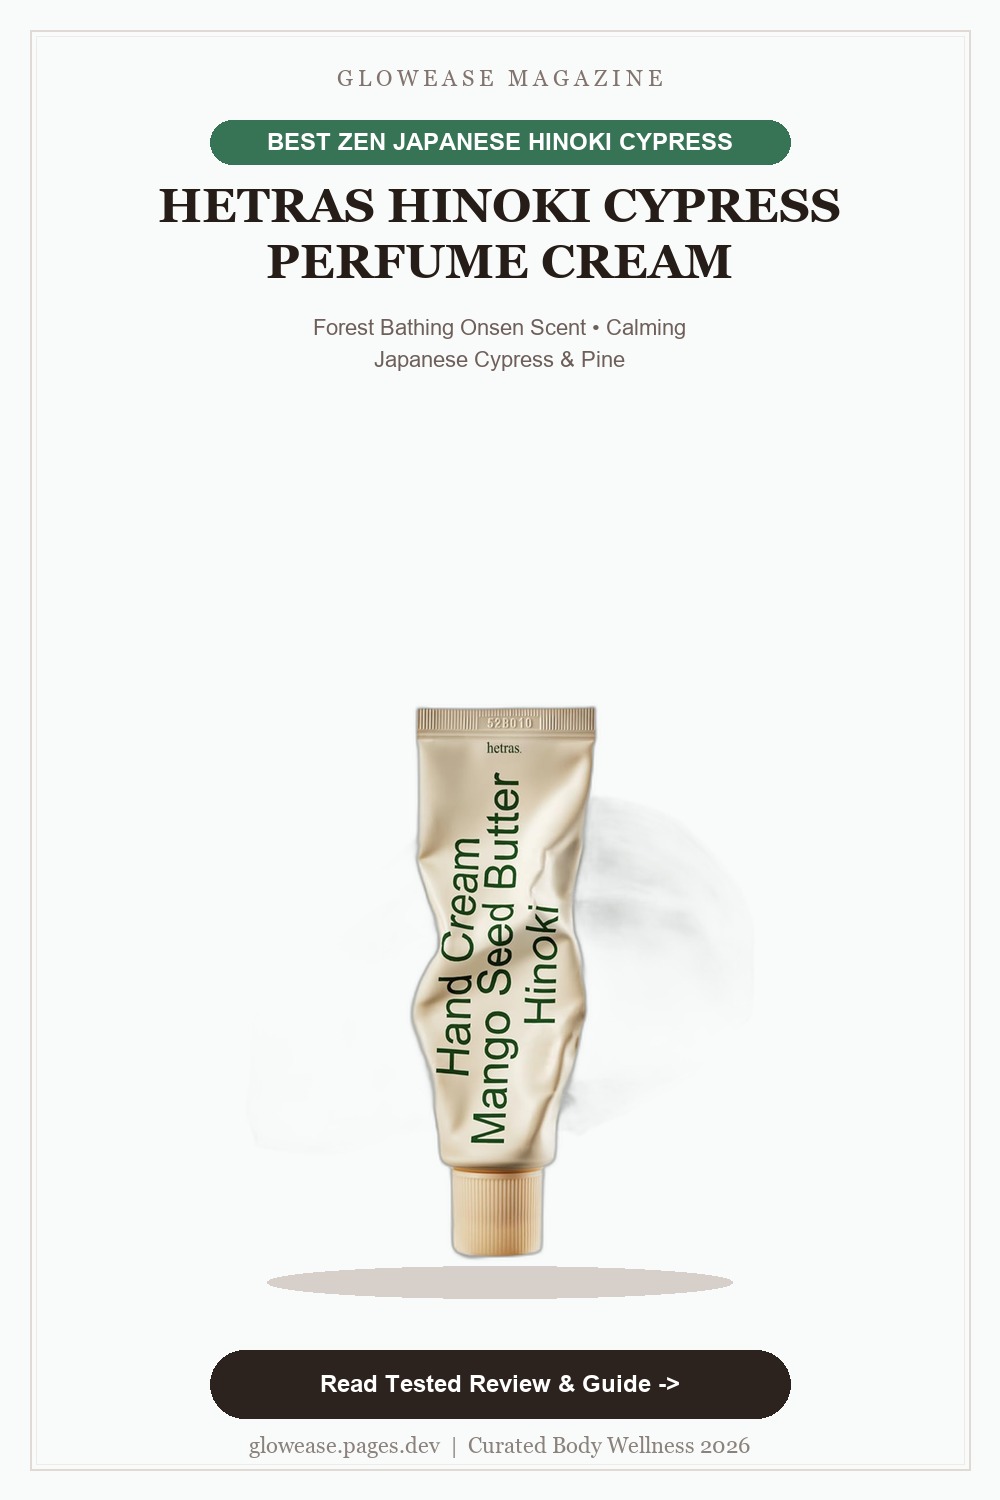 GLOWEASE MAGAZINE
BEST ZEN JAPANESE HINOKI CYPRESS
HETRAS HINOKI CYPRESS
PERFUME CREAM
Forest Bathing Onsen Scent • Calming
Japanese Cypress & Pine
528010
hetras.
Hand Cream
Mango Seed Butter
Hinoki
Read Tested Review & Guide ->
glowease.pages.dev | Curated Body Wellness 2026